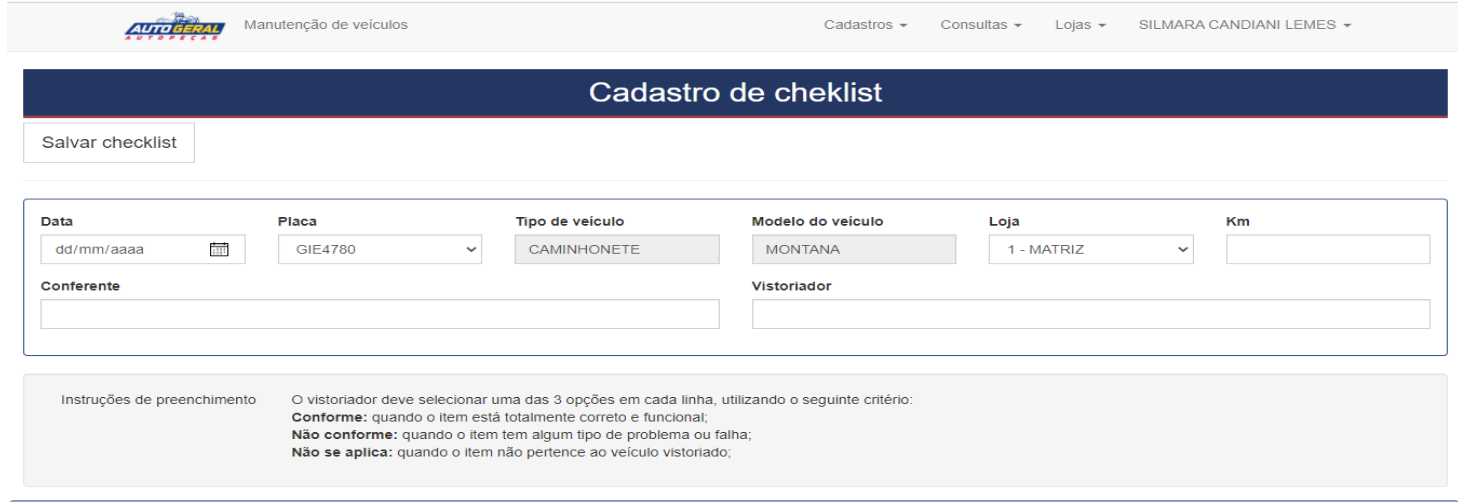 AUTOGERAL
AUTOPEÇAS
Manutenção de veículos
Cadastros
Consultas
Lojas
SILMARA CANDIANI LEMES
Cadastro de cheklist
Salvar checklist
Data
Placa
Tipo de veículo
Modelo do veículo
Loja
Km
dd/mm/aaaa
GIE4780
CAMINHONETE
MONTANA
1 - MATRIZ
Conferente
Vistoriador
Instruções de preenchimento
O vistoriador deve selecionar uma das 3 opções em cada linha, utilizando o seguinte critério:
Conforme: quando o item está totalmente correto e funcional;
Não conforme: quando o item tem algum tipo de problema ou falha;
Não se aplica: quando o item não pertence ao veículo vistoriado;